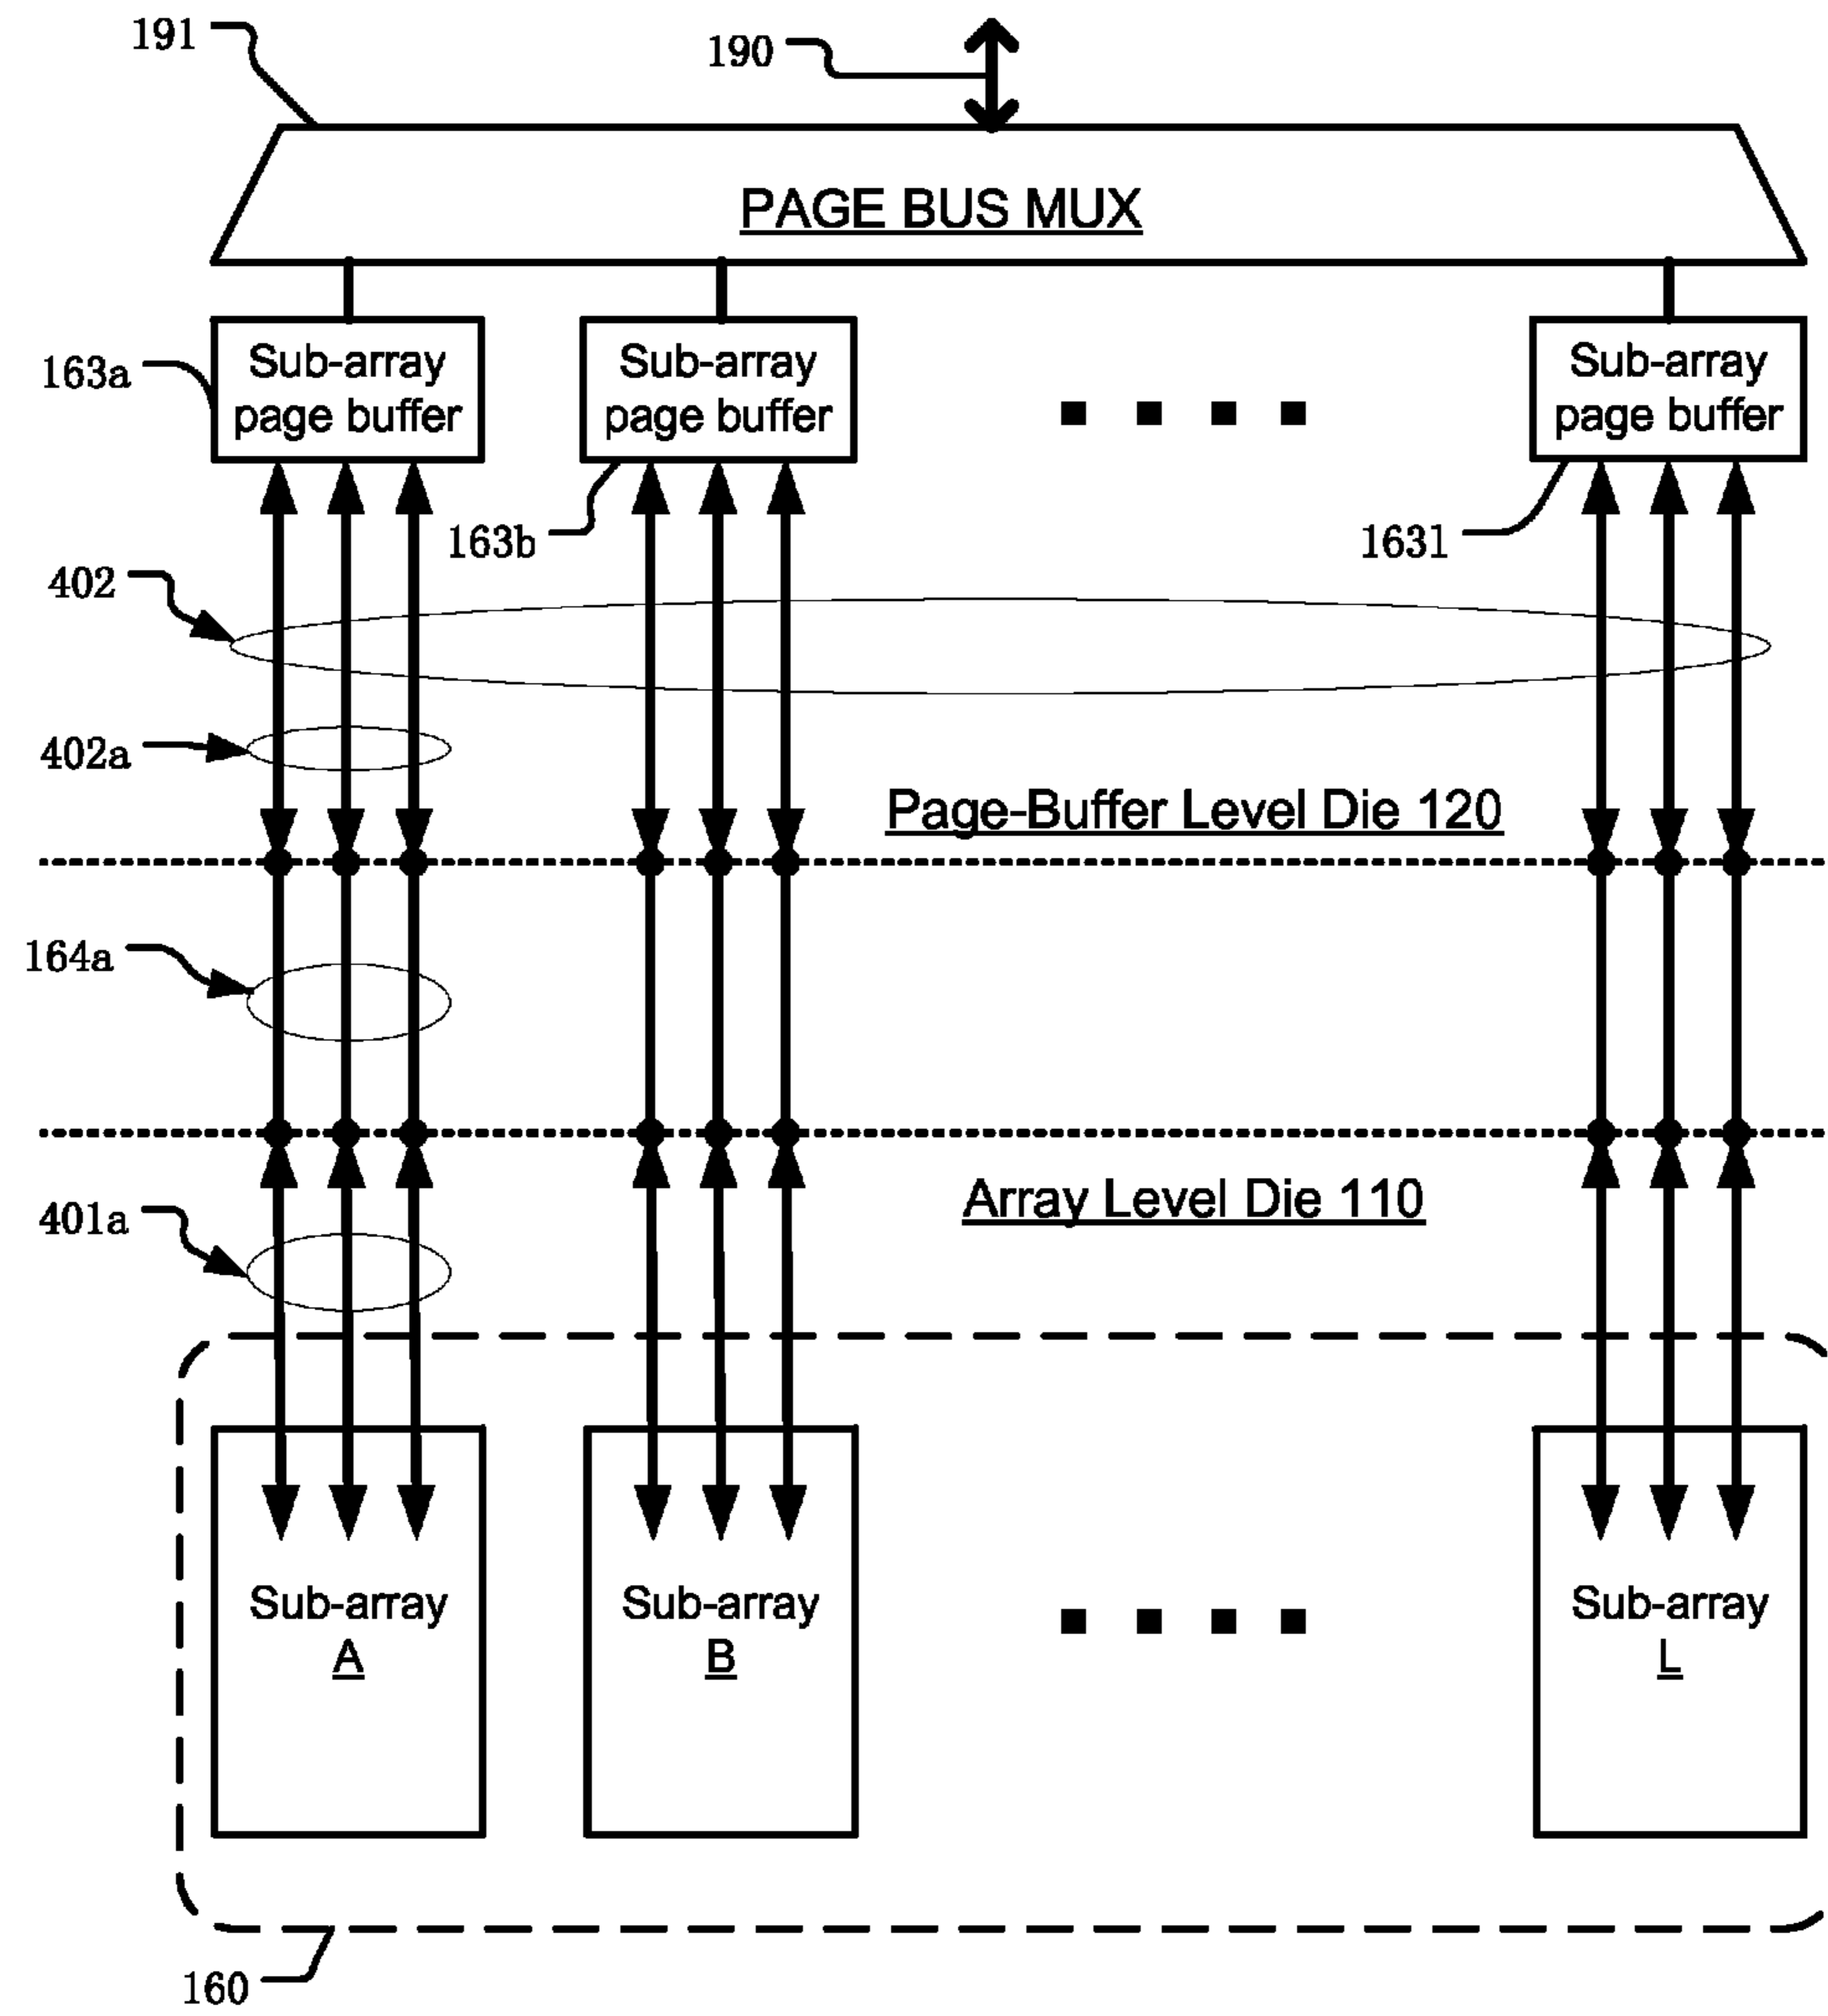 191
190
PAGE BUS MUX
163a
Sub-array
page buffer
Sub-array
page buffer
Sub-array
page buffer
163b
163l
402
402a
Page-Buffer Level Die 120
164a
Array Level Die 110
401a
Sub-array
A
Sub-array
B
Sub-array
L
160